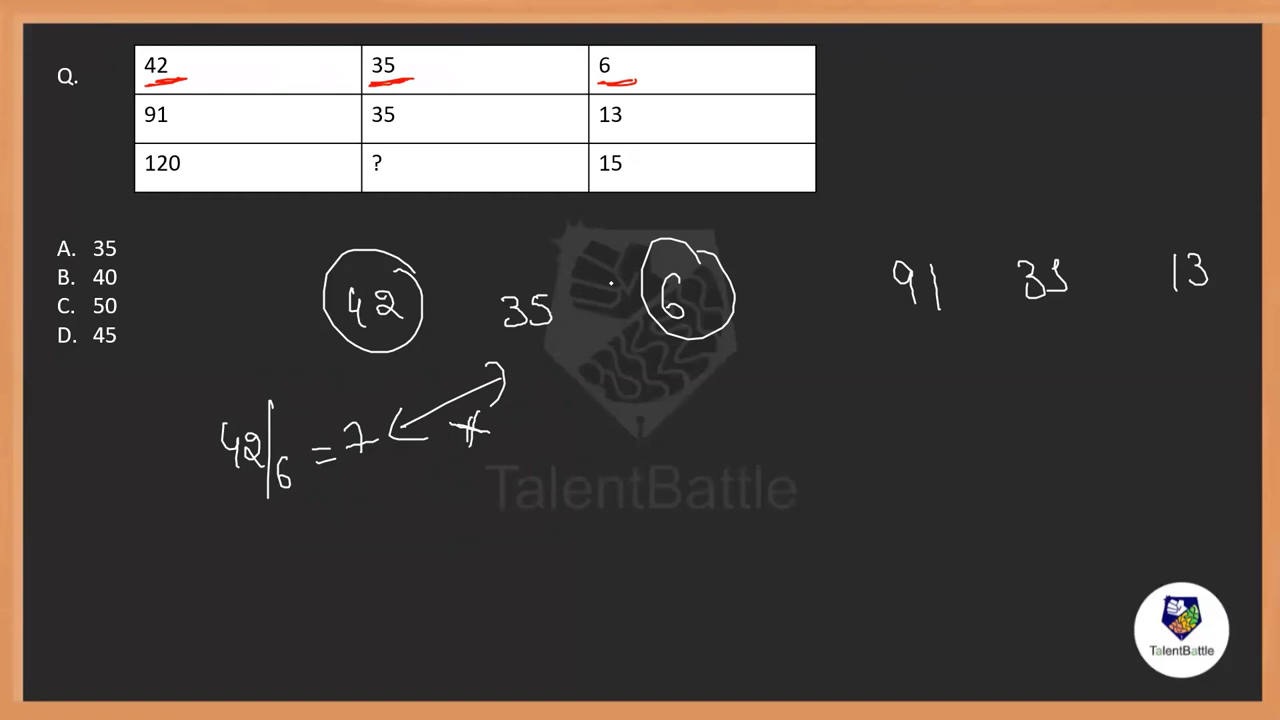 Q. 42 35 6
91 35 13
120 ? 15
A. 35
B. 40
C. 50
D. 45
42 35 6 91 35 13
42/6 = 7 *
TalentBattle
TalentBattle